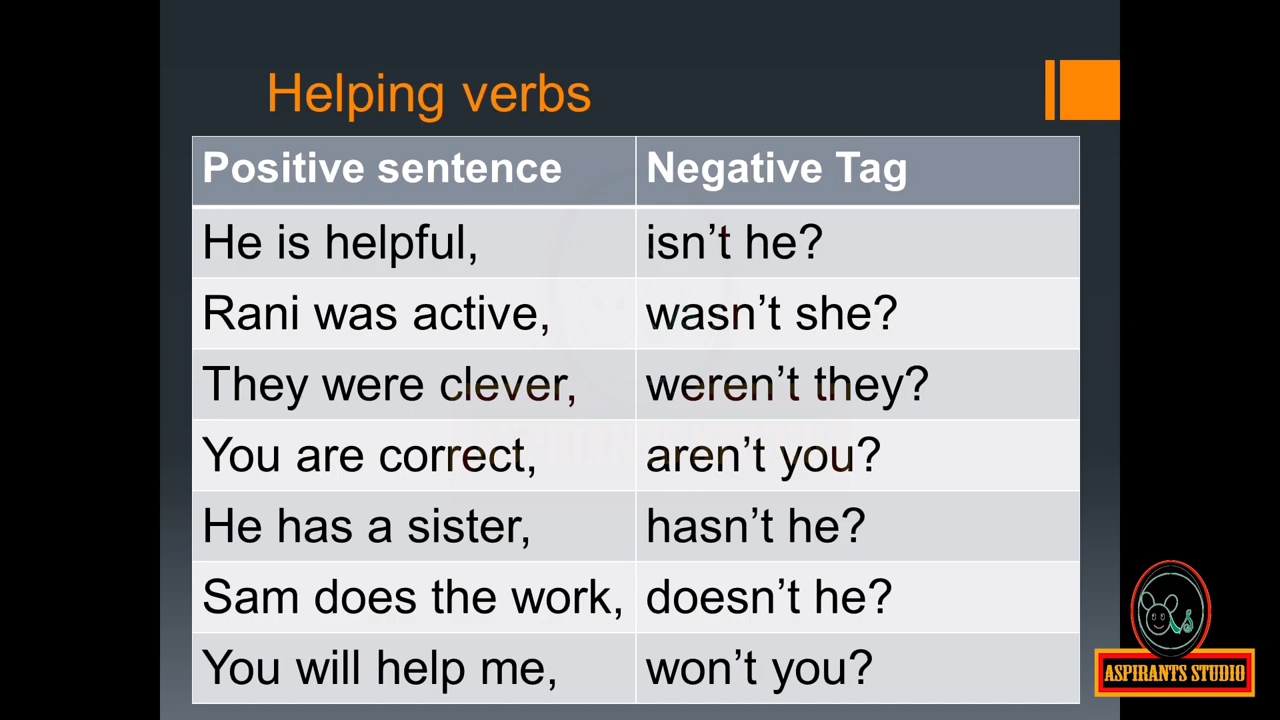 Helping verbs
Positive sentence Negative Tag
He is helpful, isn’t he?
Rani was active, wasn’t she?
They were clever, weren’t they?
You are correct, aren’t you?
He has a sister, hasn’t he?
Sam does the work, doesn’t he?
You will help me, won’t you?
ASPIRANTS STUDIO